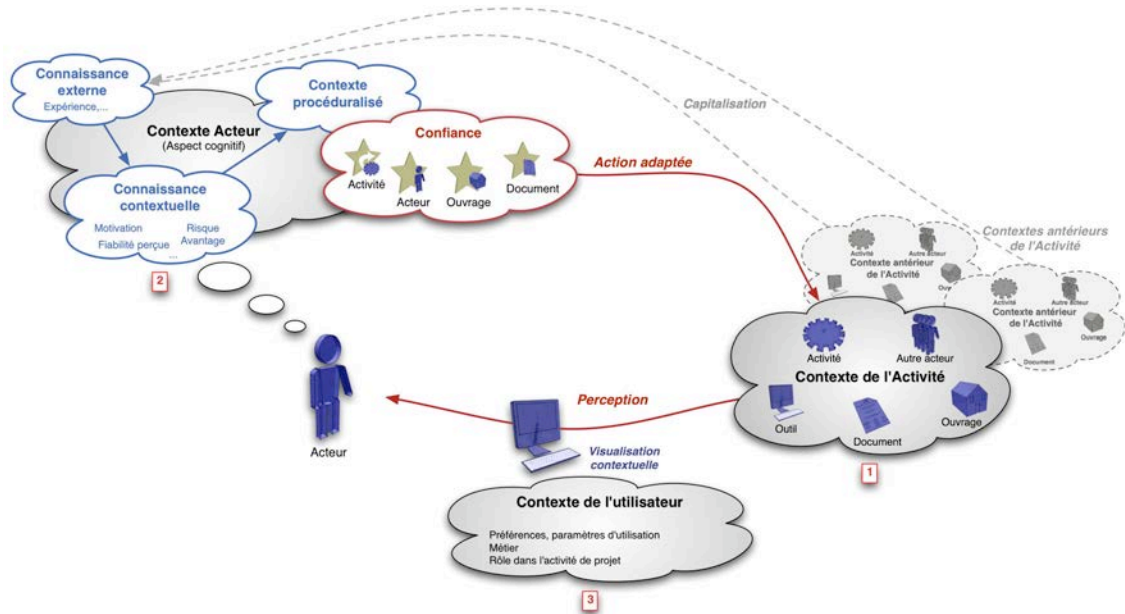 Connaissance
externe
Expérience,...
Contexte
procéduralisé
Capitalisation
Contexte Acteur
(Aspect cognitif)
Confiance
Activité
Acteur
Ouvrage
Document
Action adaptée
Connaissance
contextuelle
Motivation
Risque
Fiabilité perçue
Avantage
...
2
Contextes antérieurs
de l'Activité
Activité
Autre acteur
Contexte antérieur
de l'Activité
Activité
Autre acteur
Contexte antérieur
de l'Activité
Ouvrage
Document
Activité
Autre acteur
Contexte de l'Activité
Outil
Document
Ouvrage
1
Perception
Acteur
Visualisation
contextuelle
Contexte de l'utilisateur
Préférences, paramètres d'utilisation
Métier
Rôle dans l'activité de projet
3